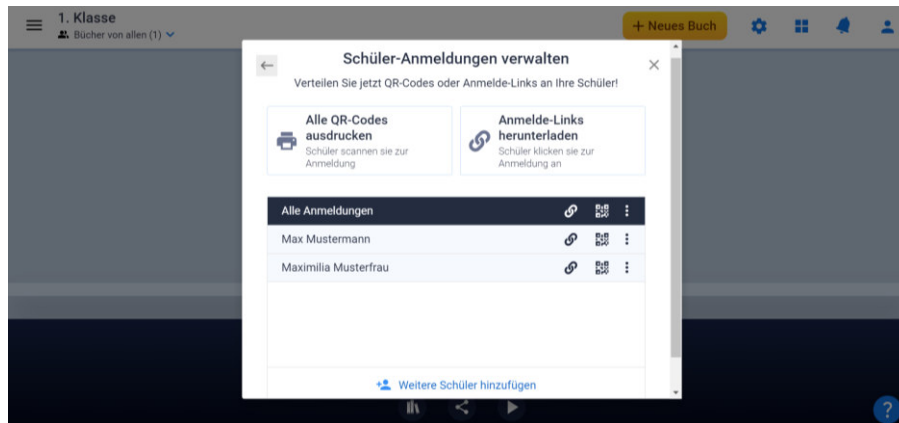 1. Klasse
Bücher von allen (1)
+ Neues Buch
Schüler-Anmeldungen verwalten
Verteilen Sie jetzt QR-Codes oder Anmelde-Links an Ihre Schüler!
Alle QR-Codes
ausdrucken
Schüler scannen sie zur
Anmeldung
Anmelde-Links
herunterladen
Schüler klicken sie zur
Anmeldung an
Alle Anmeldungen
Max Mustermann
Maximilia Musterfrau
Weitere Schüler hinzufügen
?